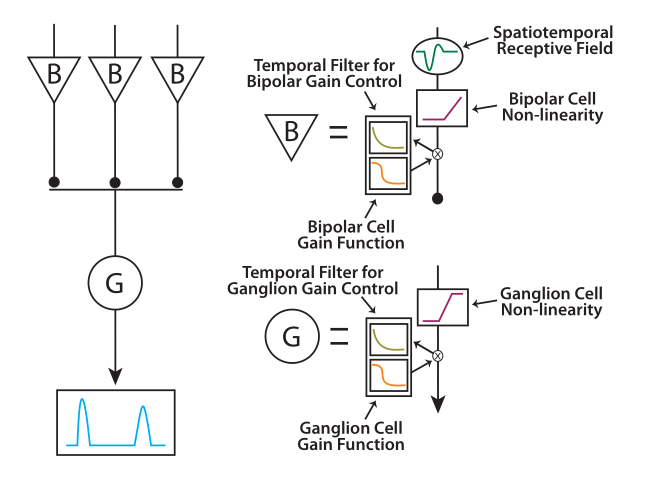 B B B
G
Spatiotemporal
Receptive Field
Temporal Filter for
Bipolar Gain Control
Bipolar Cell
Non-linearity
B =
x
Bipolar Cell
Gain Function
Temporal Filter for
Ganglion Gain Control
Ganglion Cell
Non-linearity
G =
x
Ganglion Cell
Gain Function